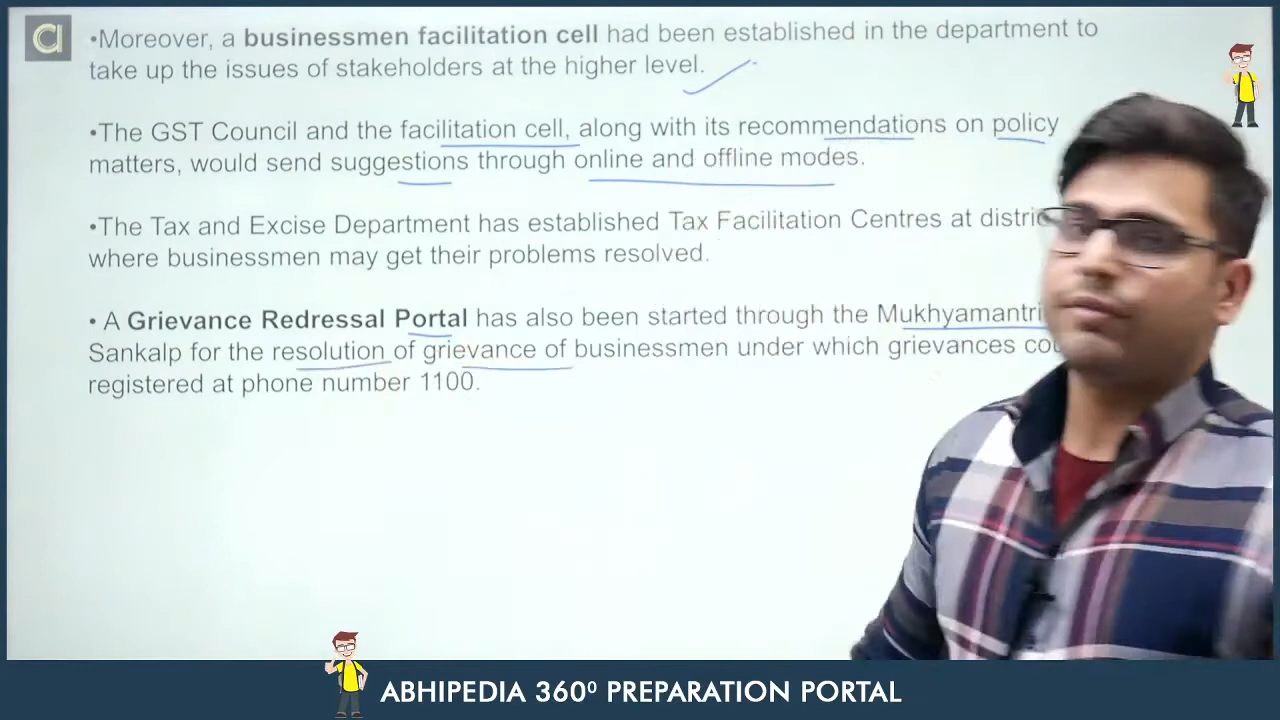 •Moreover, a businessmen facilitation cell had been established in the department to
take up the issues of stakeholders at the higher level.
•The GST Council and the facilitation cell, along with its recommendations on policy
matters, would send suggestions through online and offline modes.
•The Tax and Excise Department has established Tax Facilitation Centres at
where businessmen may get their problems resolved.
• A Grievance Redressal Portal has also been started through the Mukhyamantri
Sankalp for the resolution of grievance of businessmen under which grievances
registered at phone number 1100.
ABHIPEDIA 360⁰ PREPARATION PORTAL